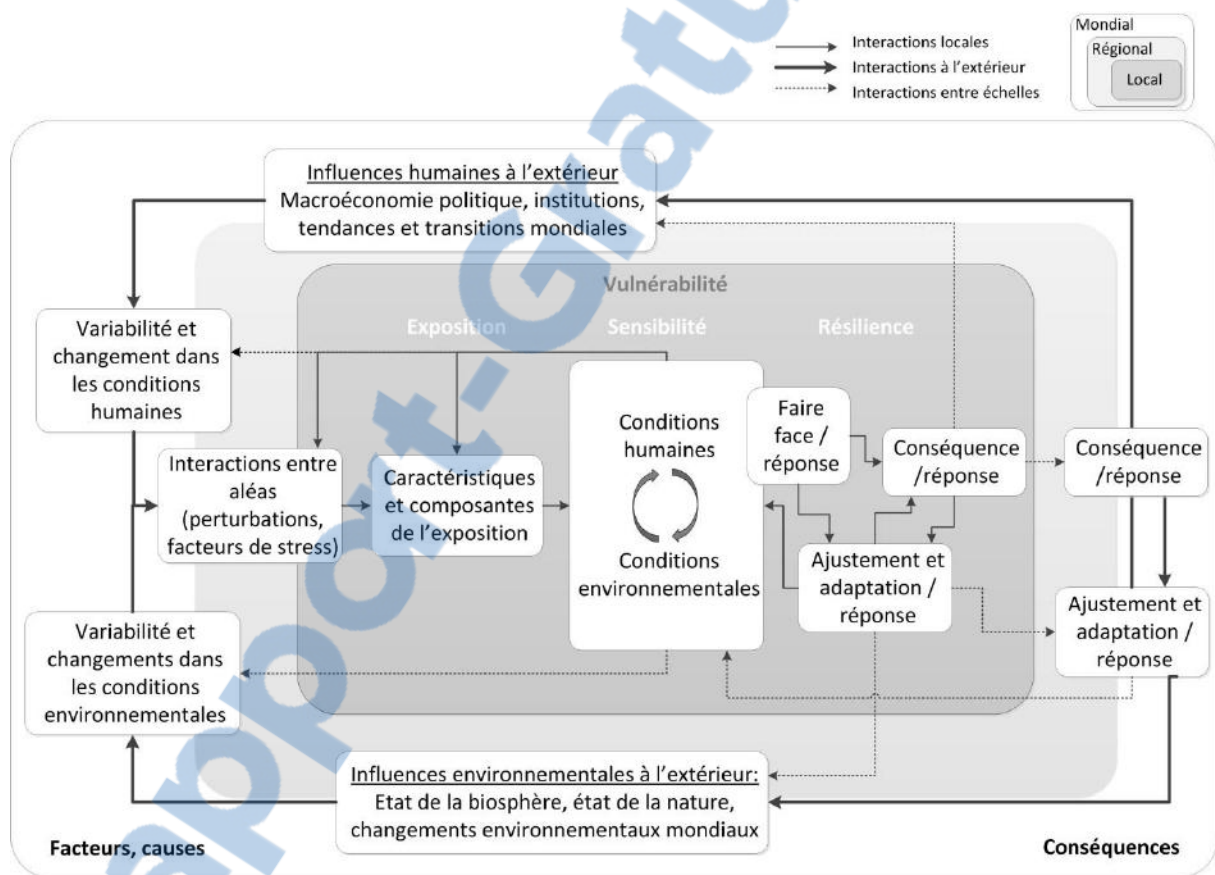 Interactions locales
Interactions à l'extérieur
Interactions entre échelles
Mondial
Régional
Local
Influences humaines à l'extérieur
Macroéconomie politique, institutions,
tendances et transitions mondiales
Vulnérabilité
Exposition
Sensibilité
Résilience
Variabilité et
changement dans
les conditions
humaines
Interactions entre
aléas
(perturbations,
facteurs de stress)
Caractéristiques
et composantes
de l'exposition
Conditions
humaines
Conditions
environnementales
Faire
face /
réponse
Conséquence
/réponse
Ajustement et
adaptation /
réponse
Conséquence
/réponse
Ajustement et
adaptation /
réponse
Variabilité et
changements dans
les conditions
environnementales
Influences environnementales à l'extérieur:
Etat de la biosphère, état de la nature,
changements environnementaux mondiaux
Facteurs, causes
Conséquences